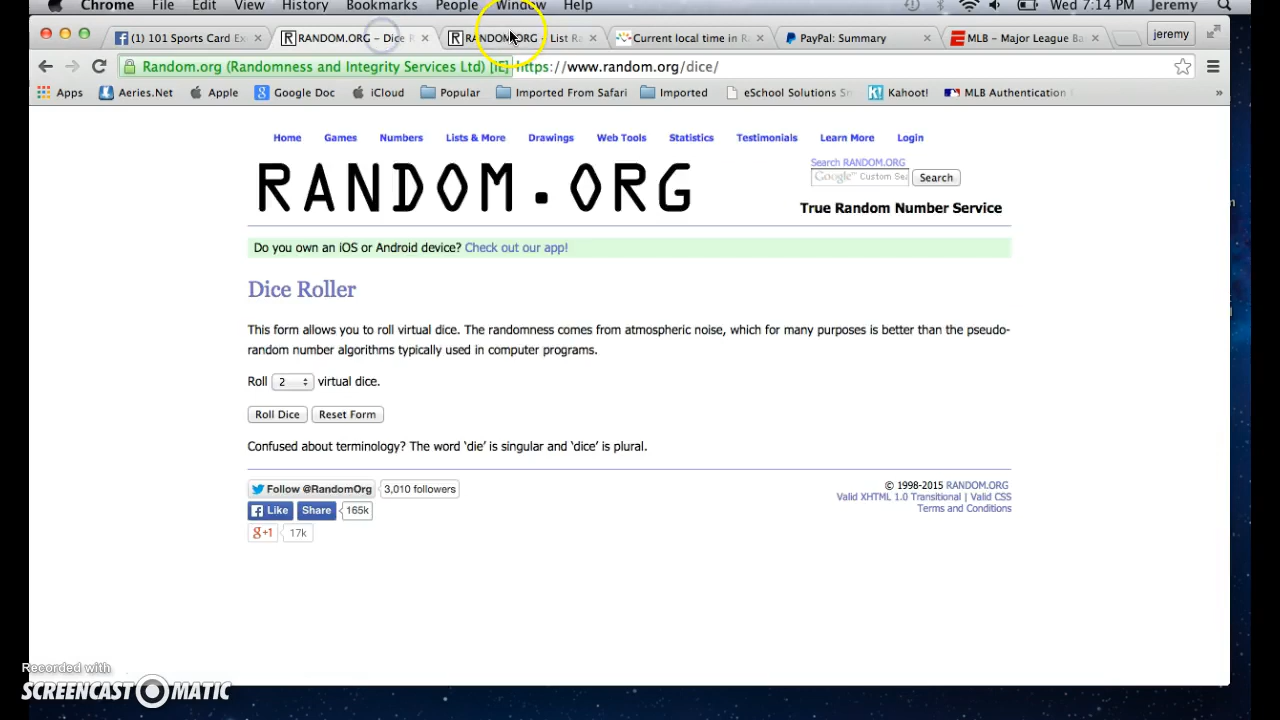 Chrome File Edit View History Bookmarks People Window Help Wed 7:14 PM Jeremy
(1) 101 Sports Card Ex RANDOM.ORG - Dice R RANDOM.ORG - List Ra Current local time in Ra PayPal: Summary MLB - Major League Ba jeremy
Random.org (Randomness and Integrity Services Ltd) [IE] https://www.random.org/dice/
Apps Aeries.Net Apple Google Doc iCloud Popular Imported From Safari Imported eSchool Solutions Sm Kahoot! MLB Authentication »
Home Games Numbers Lists & More Drawings Web Tools Statistics Testimonials Learn More Login
RANDOM.ORG
Search RANDOM.ORG
Google™ Custom Sea Search
True Random Number Service
Do you own an iOS or Android device? Check out our app!
Dice Roller
This form allows you to roll virtual dice. The randomness comes from atmospheric noise, which for many purposes is better than the pseudo-
random number algorithms typically used in computer programs.
Roll 2 virtual dice.
Roll Dice Reset Form
Confused about terminology? The word ‘die’ is singular and ‘dice’ is plural.
Follow @RandomOrg 3,010 followers
Like Share 165k
g+1 17k
© 1998-2015 RANDOM.ORG
Valid XHTML 1.0 Transitional | Valid CSS
Terms and Conditions
Recorded with
SCREENCAST MATIC